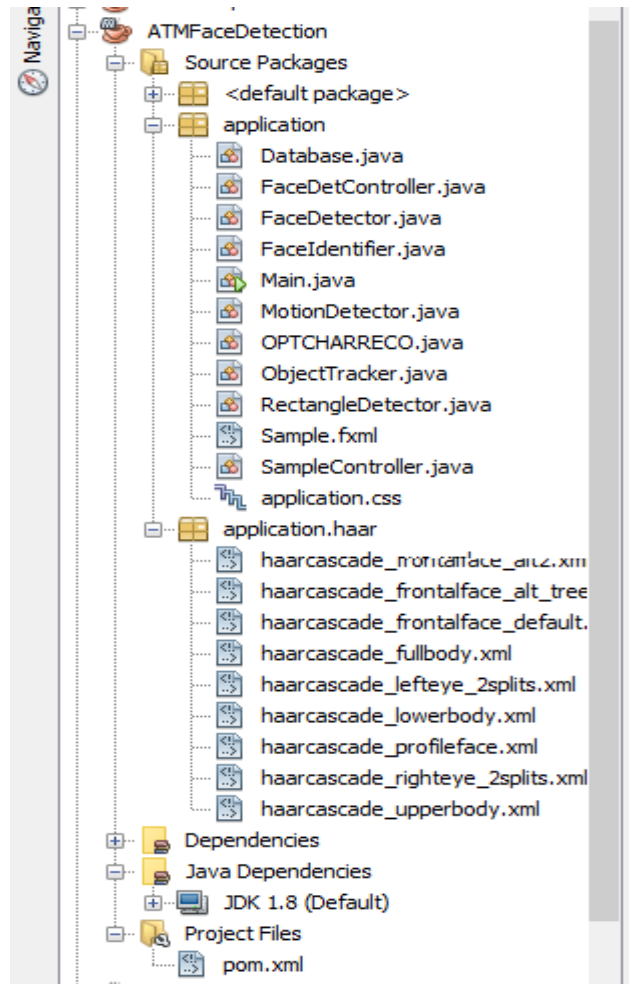 Naviga
ATMFaceDetection
Source Packages
<default package>
application
Database.java
FaceDetController.java
FaceDetector.java
FaceIdentifier.java
Main.java
MotionDetector.java
OPTCHARRECO.java
ObjectTracker.java
RectangleDetector.java
Sample.fxml
SampleController.java
application.css
application.haar
haarcascade_frontalface_alt2.xm
haarcascade_frontalface_alt_tree
haarcascade_frontalface_default.
haarcascade_fullbody.xml
haarcascade_lefteye_2splits.xml
haarcascade_lowerbody.xml
haarcascade_profileface.xml
haarcascade_righteye_2splits.xml
haarcascade_upperbody.xml
Dependencies
Java Dependencies
JDK 1.8 (Default)
Project Files
pom.xml